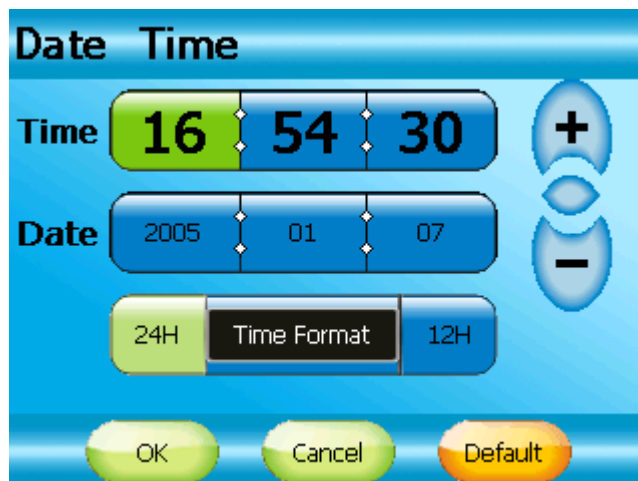 Date Time
Time 16 54 30
+
Date 2005 01 07
−
24H Time Format 12H
OK Cancel Default